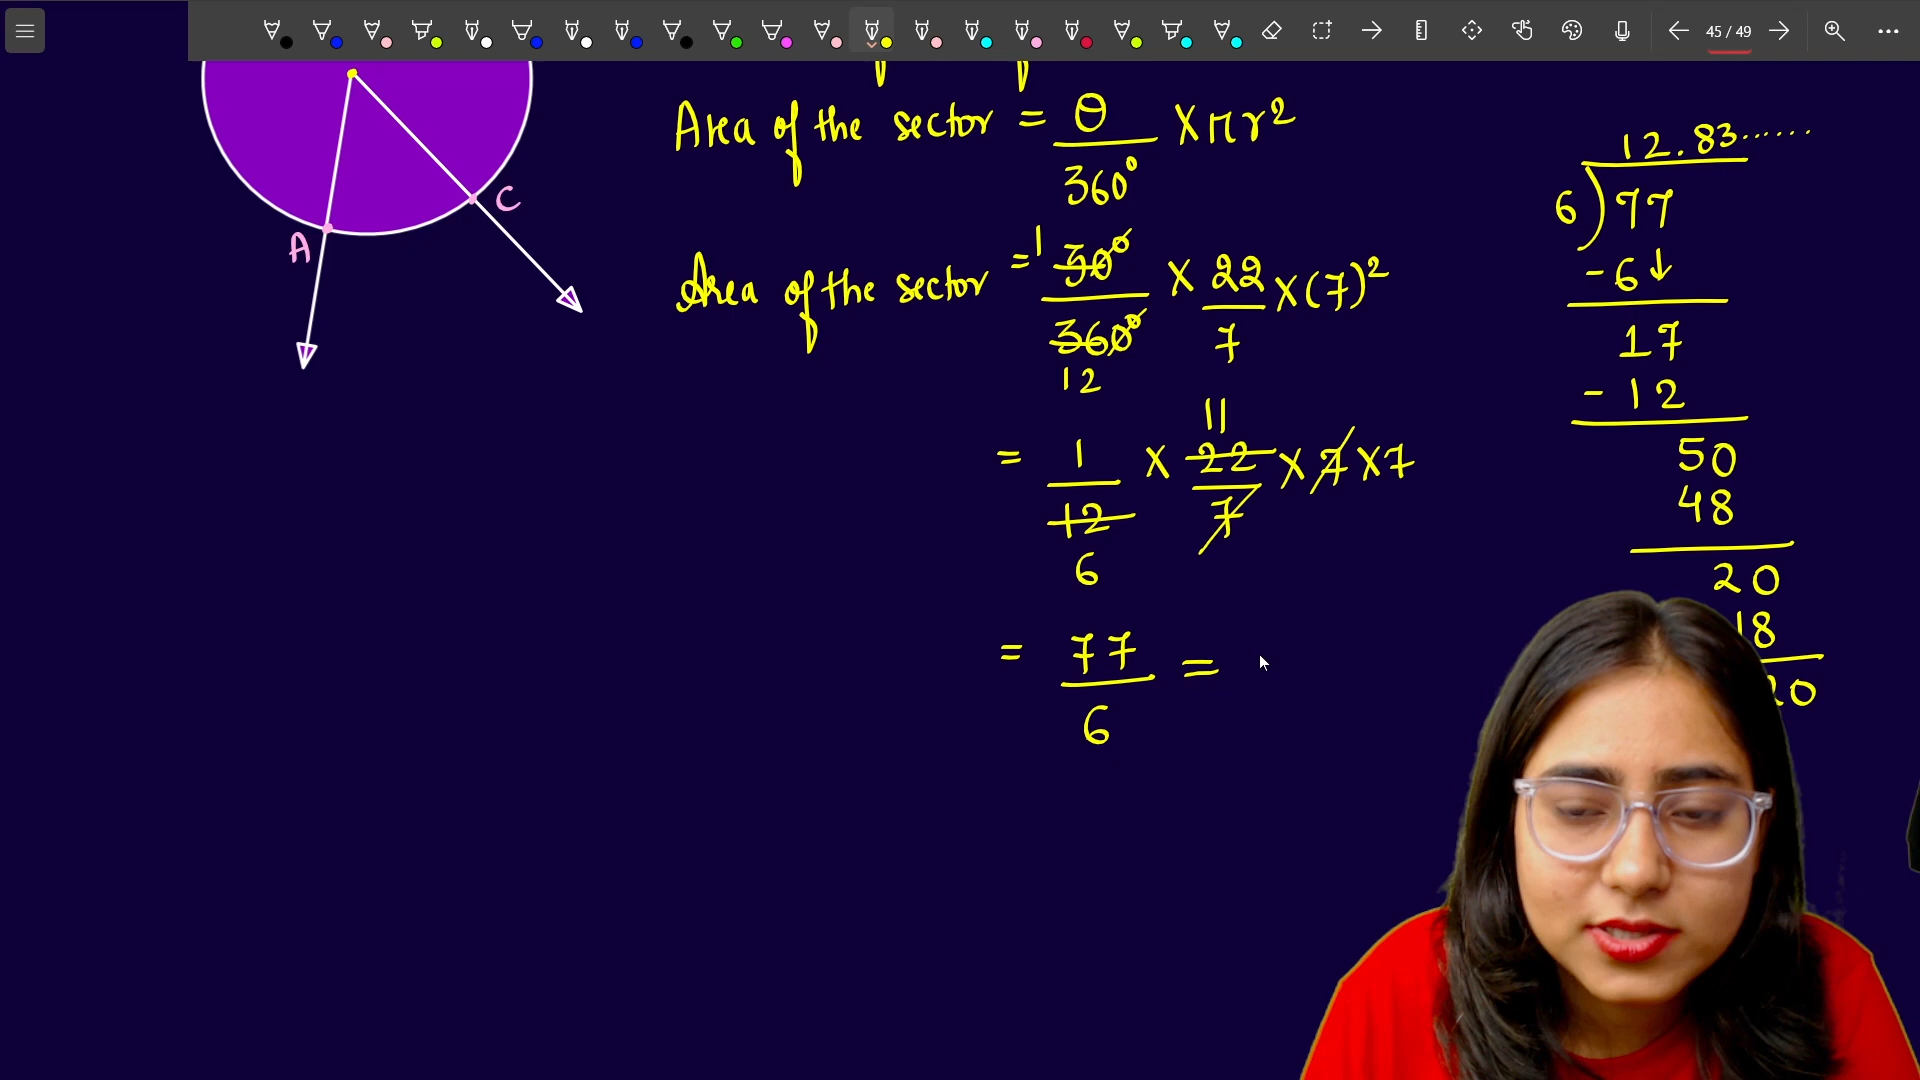 45 / 49
Area of the sector = θ/360° × πr²
Area of the sector = 1 30°/360° 12 × 22/7 × (7)²
= 1/12 6 × 11 22/7 × 7 × 7
= 77/6 =
A
C
12.83......
6)77
-6↓
17
-12
50
48
20
18
20